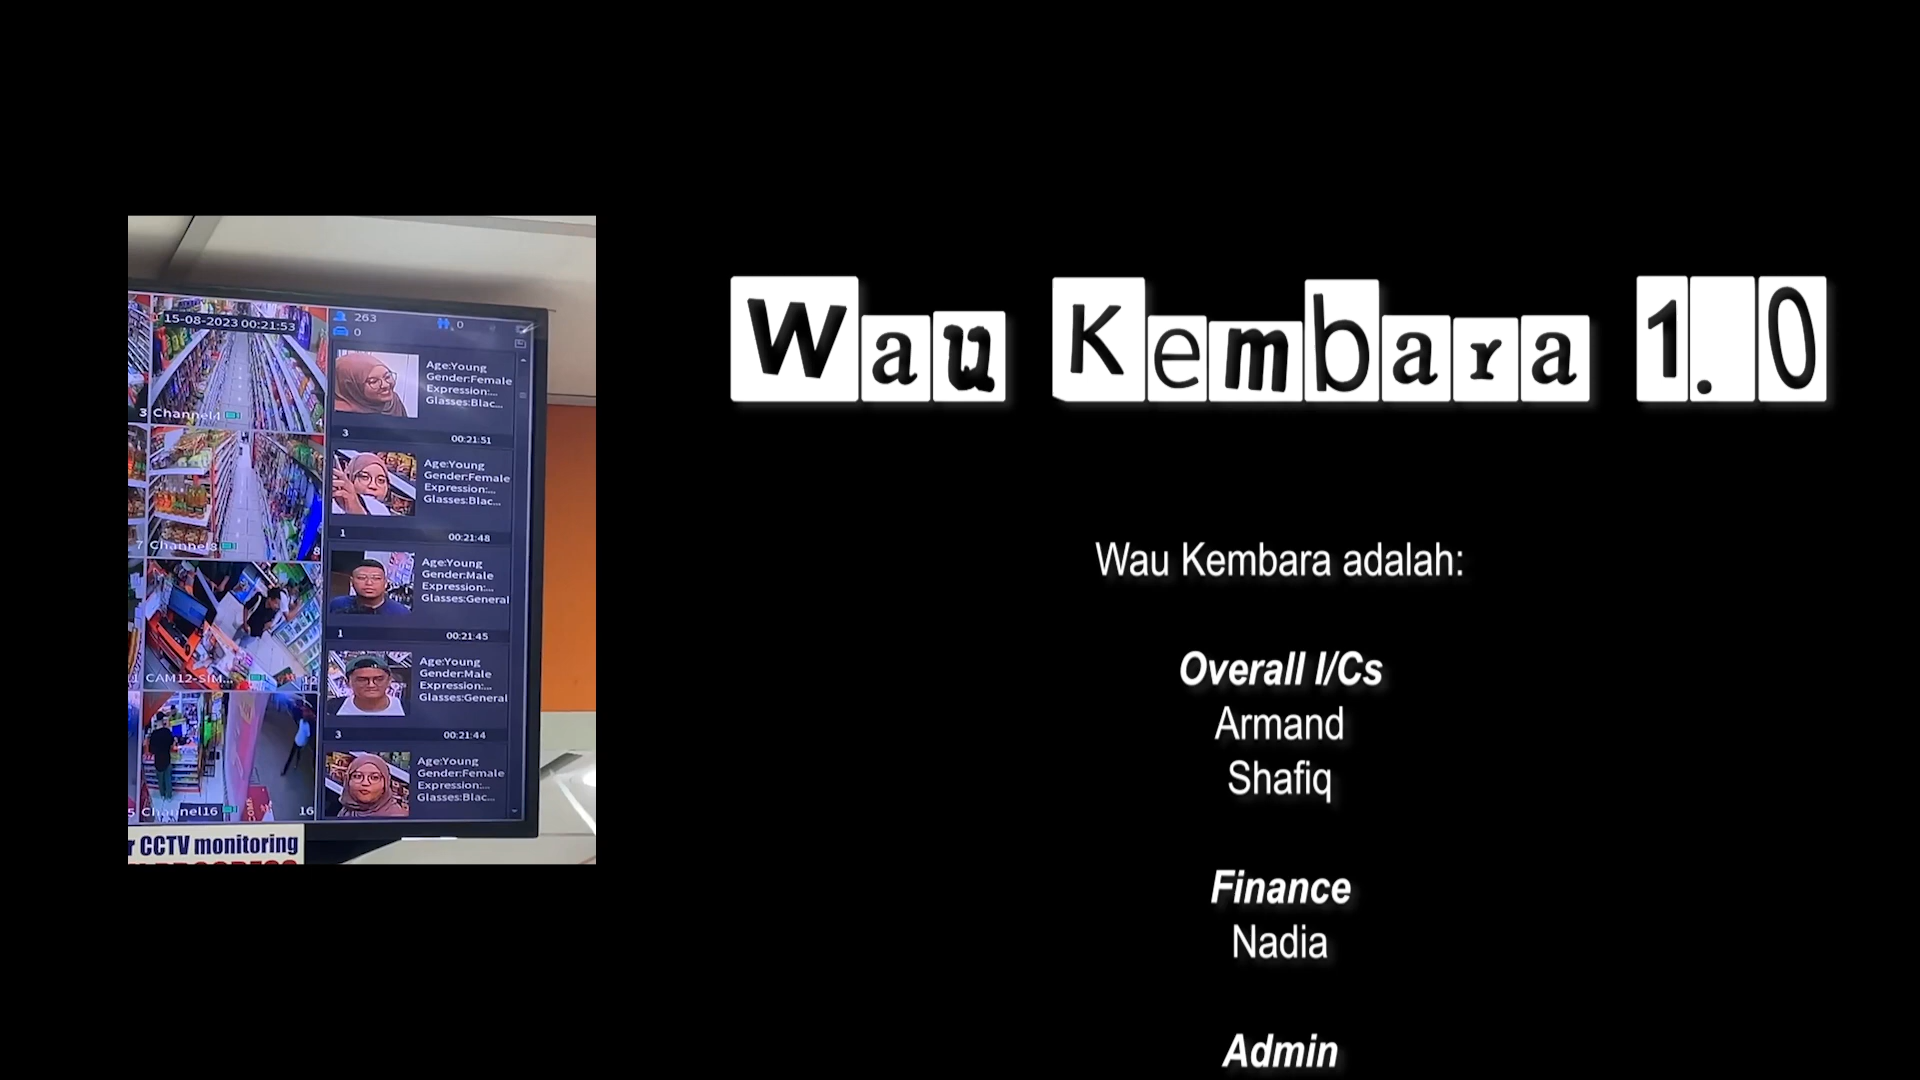 15-08-2023 00:21:53
263
0
0
Age:Young
Gender:Female
Expression:...
Glasses:Blac...
3 Channel4
4
3
00:21:51
Age:Young
Gender:Female
Expression:...
Glasses:Blac...
7 Channel8
8
1
00:21:48
Age:Young
Gender:Male
Expression:...
Glasses:General
1
00:21:45
CAM12-SIM...
12
Age:Young
Gender:Male
Expression:...
Glasses:General
3
00:21:44
Age:Young
Gender:Female
Expression:...
Glasses:Blac...
5 Channel16
16
r CCTV monitoring
Wau Kembara 1.0
Wau Kembara adalah:
Overall I/Cs
Armand
Shafiq
Finance
Nadia
Admin